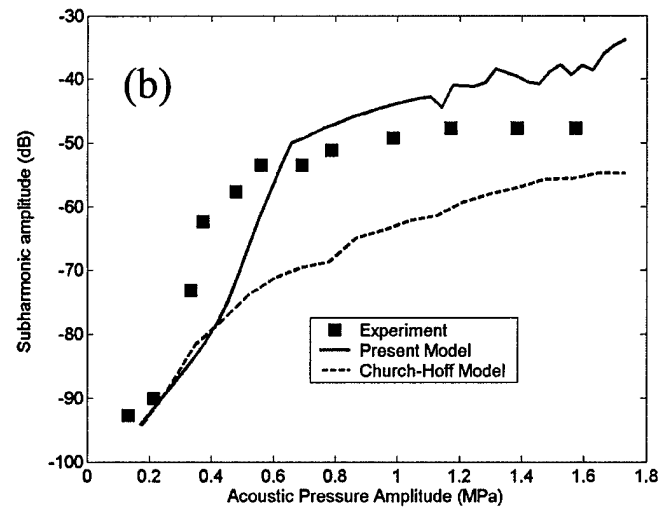 (b)
-30
-40
-50
-60
-70
-80
-90
-100
Subharmonic amplitude (dB)
Experiment
Present Model
Church-Hoff Model
0 0.2 0.4 0.6 0.8 1 1.2 1.4 1.6 1.8
Acoustic Pressure Amplitude (MPa)